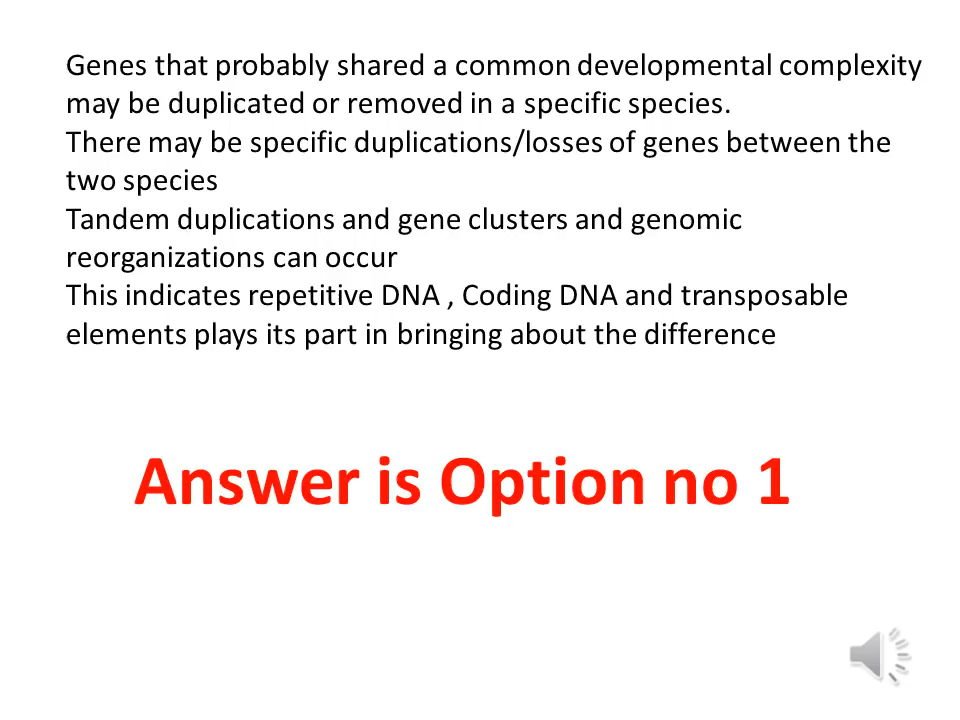 Genes that probably shared a common developmental complexity
may be duplicated or removed in a specific species.
There may be specific duplications/losses of genes between the
two species
Tandem duplications and gene clusters and genomic
reorganizations can occur
This indicates repetitive DNA , Coding DNA and transposable
elements plays its part in bringing about the difference
Answer is Option no 1